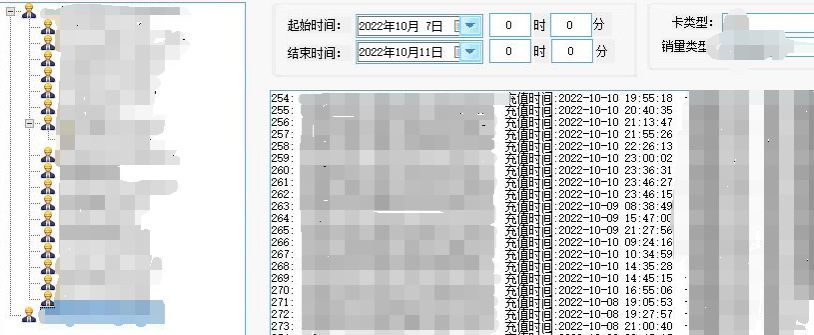 起始时间: 2022年10月 7日 0 时 0 分
结束时间: 2022年10月11日 0 时 0 分
卡类型:
销量类型
254: 充值时间:2022-10-10 19:55:18
255: 充值时间:2022-10-10 20:40:35
256: 充值时间:2022-10-10 21:13:47
257: 充值时间:2022-10-10 21:55:26
258: 充值时间:2022-10-10 22:26:13
259: 充值时间:2022-10-10 23:00:02
260: 充值时间:2022-10-10 23:36:31
261: 充值时间:2022-10-10 23:46:27
262: 充值时间:2022-10-10 23:46:15
263: 充值时间:2022-10-09 08:38:49
264: 充值时间:2022-10-09 15:47:00
265: 充值时间:2022-10-09 21:27:56
266: 充值时间:2022-10-10 09:24:16
267: 充值时间:2022-10-10 10:34:59
268: 充值时间:2022-10-10 14:35:28
269: 充值时间:2022-10-10 14:45:15
270: 充值时间:2022-10-10 16:55:06
271: 充值时间:2022-10-08 19:05:53
272: 充值时间:2022-10-08 19:27:57
273: 充值时间:2022-10-08 21:00:40